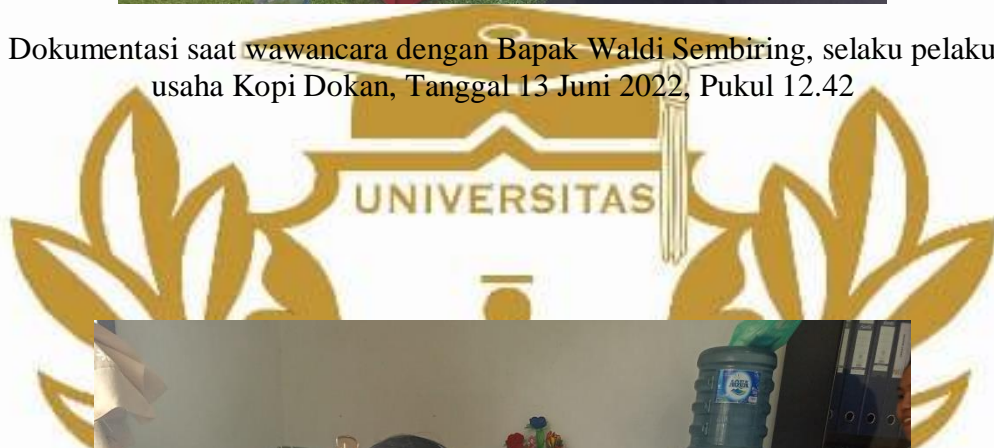 Dokumentasi saat wawancara dengan Bapak Waldi Sembiring, selaku pelaku
usaha Kopi Dokan, Tanggal 13 Juni 2022, Pukul 12.42
UNIVERSITAS
AQUA